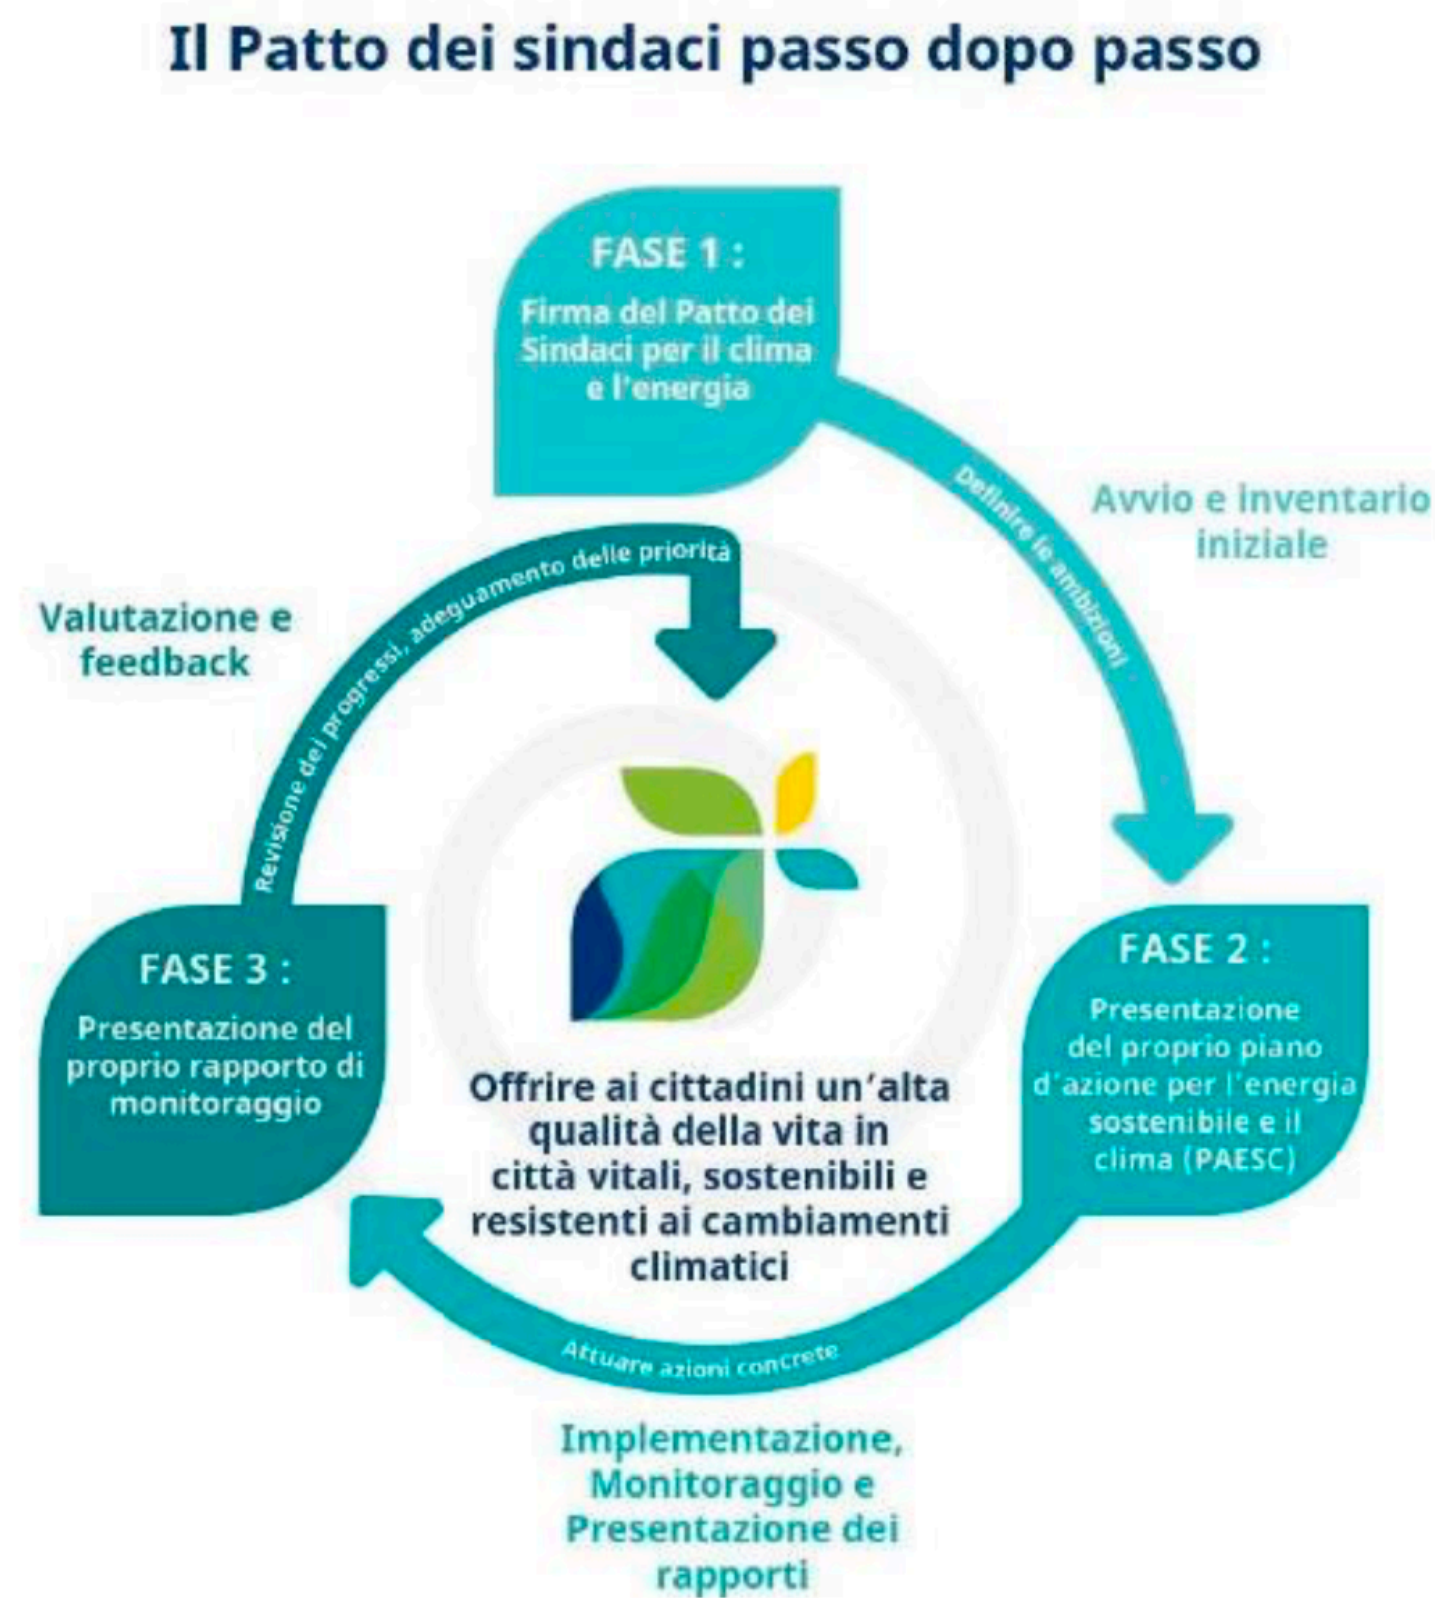 Il Patto dei sindaci passo dopo passo
FASE 1 :
Firma del Patto dei
Sindaci per il clima
e l'energia
Definire le ambizioni
Avvio e inventario
iniziale
FASE 2 :
Presentazione
del proprio piano
d'azione per l'energia
sostenibile e il
clima (PAESC)
Attuare azioni concrete
Implementazione,
Monitoraggio e
Presentazione dei
rapporti
FASE 3 :
Presentazione del
proprio rapporto di
monitoraggio
Revisione dei progressi, adeguamento delle priorità
Valutazione e
feedback
Offrire ai cittadini un'alta
qualità della vita in
città vitali, sostenibili e
resistenti ai cambiamenti
climatici